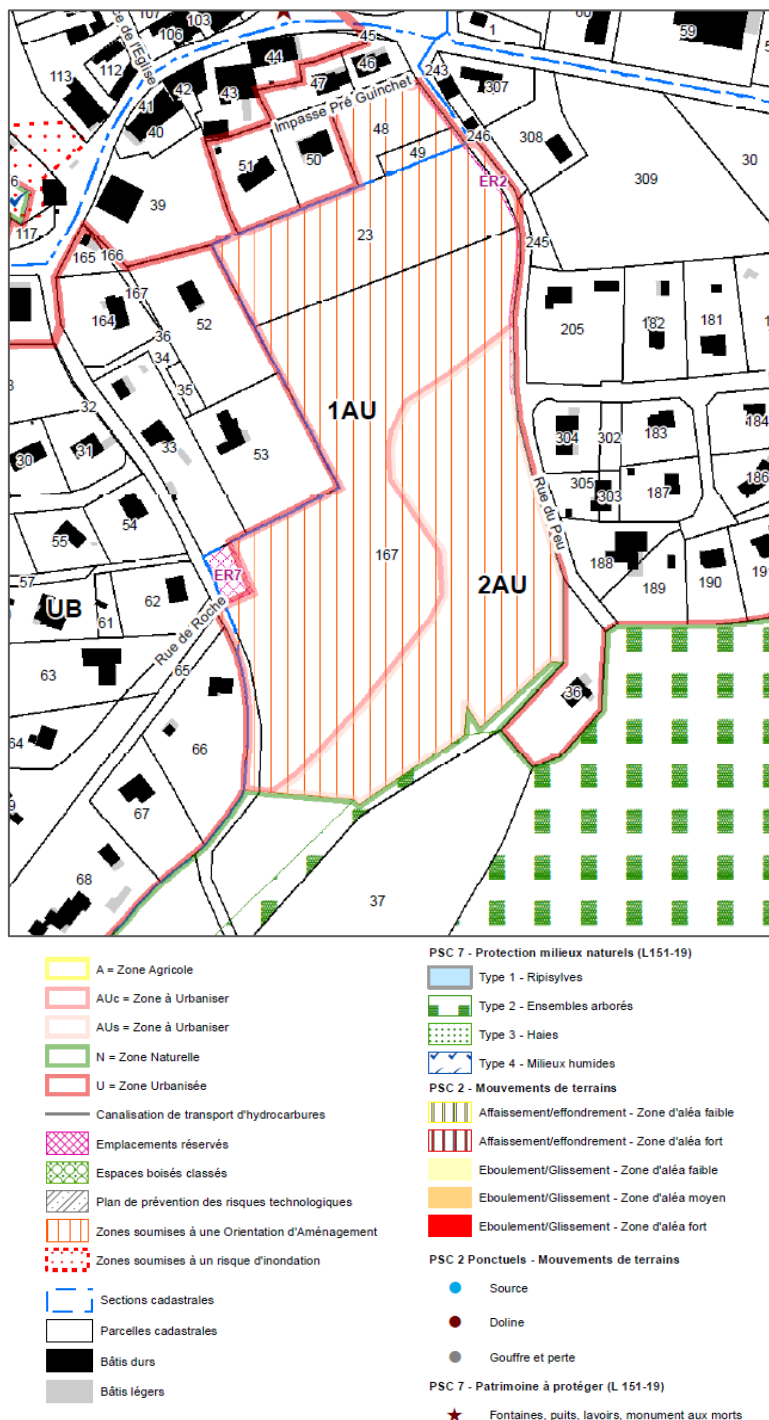 107
103
106
ce de l'Eglise
112
113
41
42
40
43
44
45
47
46
Impasse Pré Guinchet
243
307
1
60
59
5
246
308
309
30
ER2
245
48
49
50
51
39
23
6
117
165
166
167
164
52
36
34
35
32
33
53
31
30
54
55
57
1AU
167
2AU
205
182
181
1
304
302
183
184
305
303
187
186
188
189
190
19
Rue du Peu
ER7
UB
61
62
Rue de Roche
63
65
64
66
67
68
36
37
A = Zone Agricole
AUc = Zone à Urbaniser
AUs = Zone à Urbaniser
N = Zone Naturelle
U = Zone Urbanisée
Canalisation de transport d'hydrocarbures
Emplacements réservés
Espaces boisés classés
Plan de prévention des risques technologiques
Zones soumises à une Orientation d'Aménagement
Zones soumises à un risque d'inondation
Sections cadastrales
Parcelles cadastrales
Bâtis durs
Bâtis légers
PSC 7 - Protection milieux naturels (L151-19)
Type 1 - Ripisylves
Type 2 - Ensembles arborés
Type 3 - Haies
Type 4 - Milieux humides
PSC 2 - Mouvements de terrains
Affaissement/effondrement - Zone d'aléa faible
Affaissement/effondrement - Zone d'aléa fort
Eboulement/Glissement - Zone d'aléa faible
Eboulement/Glissement - Zone d'aléa moyen
Eboulement/Glissement - Zone d'aléa fort
PSC 2 Ponctuels - Mouvements de terrains
Source
Doline
Gouffre et perte
PSC 7 - Patrimoine à protéger (L 151-19)
Fontaines, puits, lavoirs, monument aux morts